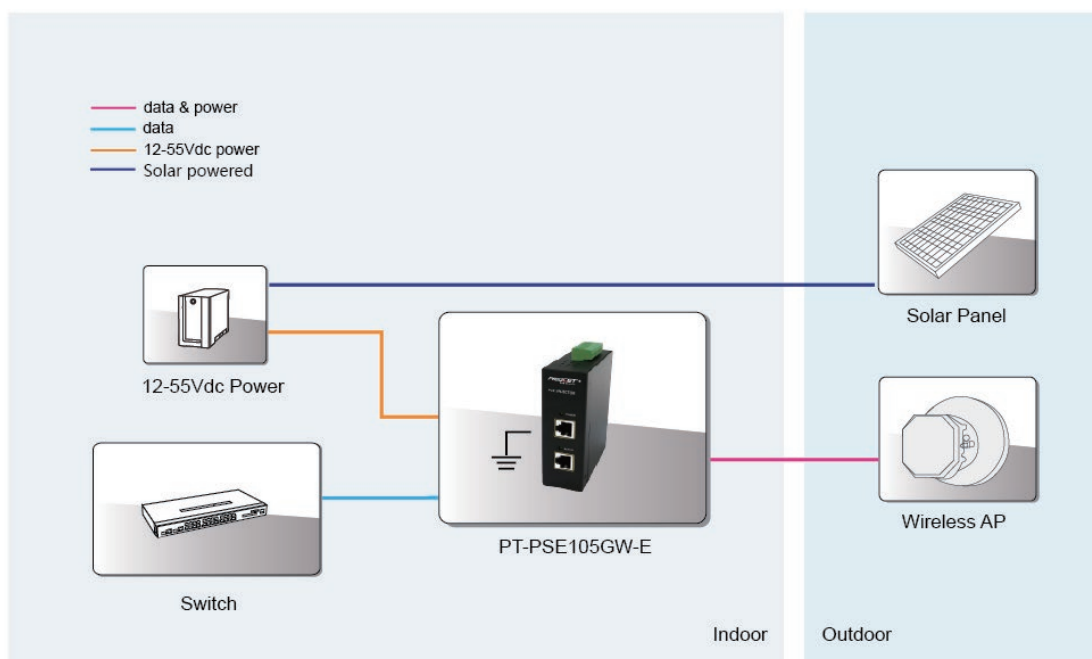 data & power
data
12-55Vdc power
Solar powered
Solar Panel
12-55Vdc Power
Wireless AP
PT-PSE105GW-E
Switch
Indoor
Outdoor